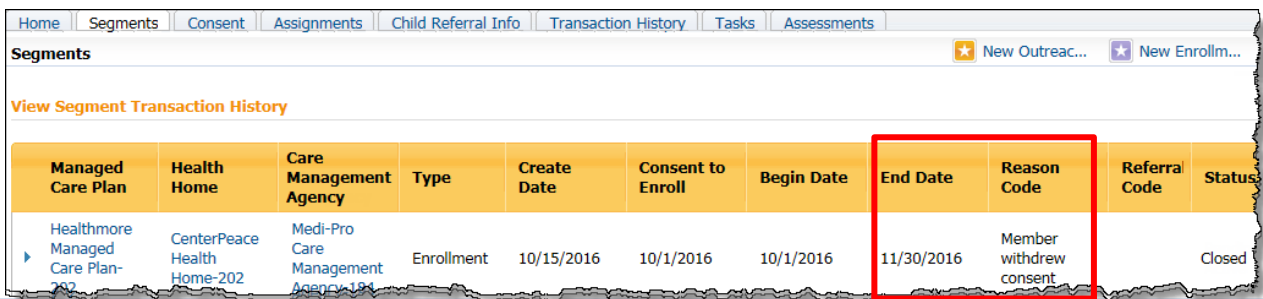 Home Segments Consent Assignments Child Referral Info Transaction History Tasks Assessments
Segments New Outreac... New Enrollm...
View Segment Transaction History
Managed Care Plan Health Home Care Management Agency Type Create Date Consent to Enroll Begin Date End Date Reason Code Referral Code Status
Healthmore Managed Care Plan-202 CenterPeace Health Home-202 Medi-Pro Care Management Agency-184 Enrollment 10/15/2016 10/1/2016 10/1/2016 11/30/2016 Member withdrew consent Closed